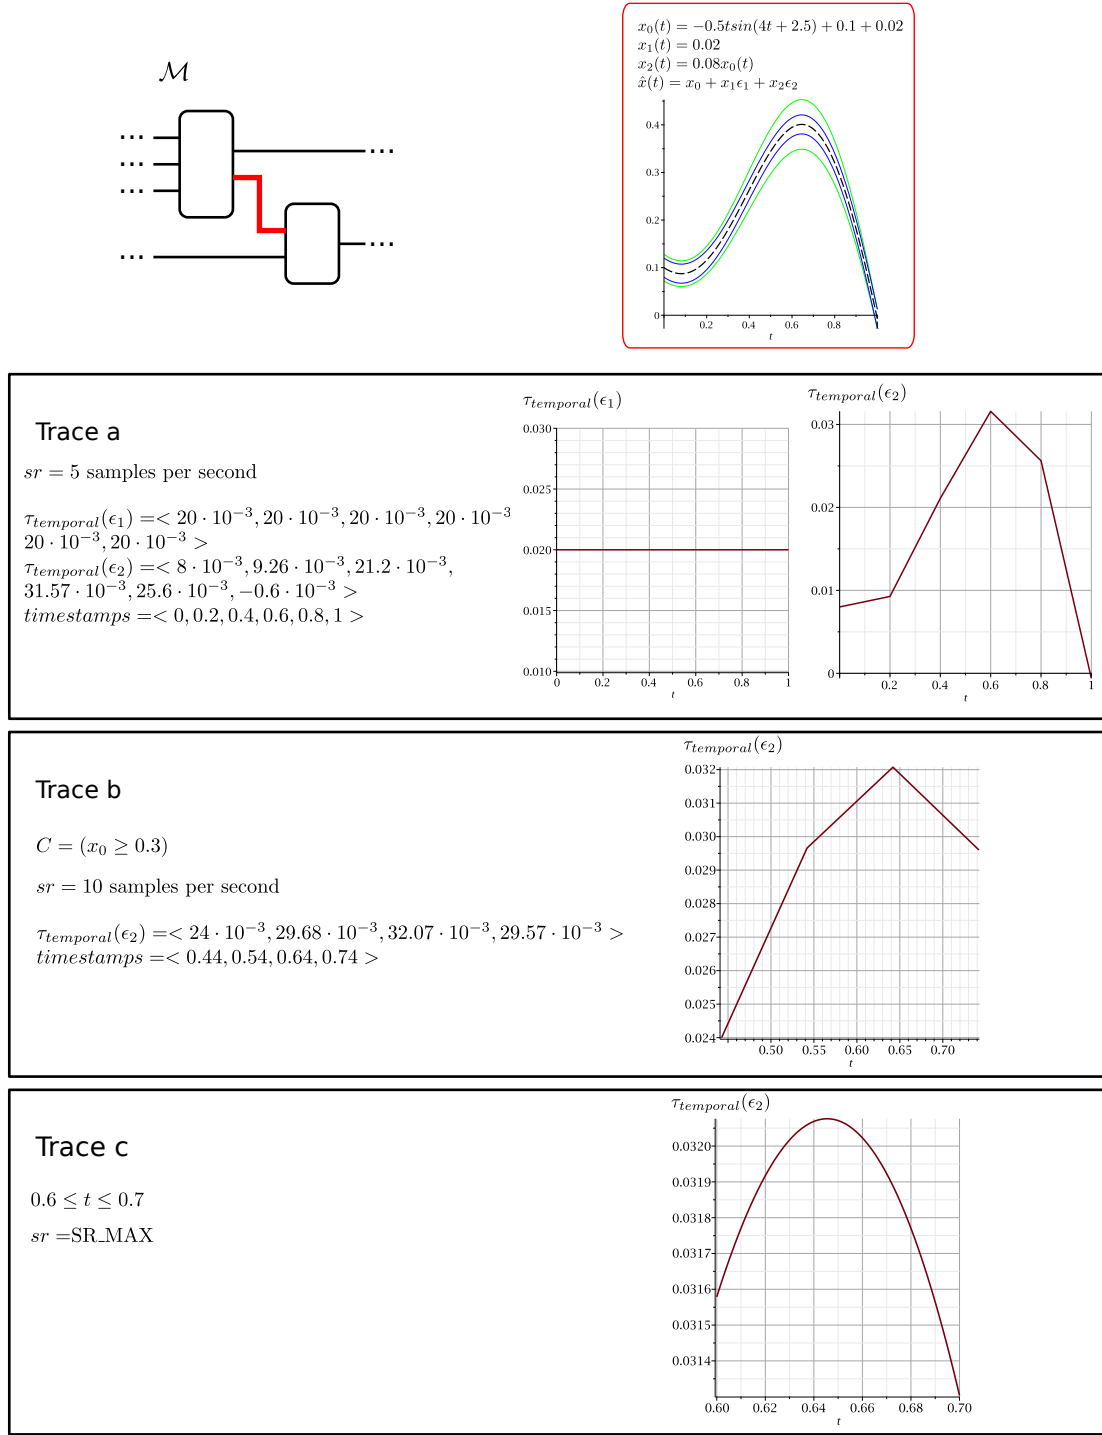 ℳ
...
...
...
...
...
...
x₀(t) = −0.5tsin(4t + 2.5) + 0.1 + 0.02
x₁(t) = 0.02
x₂(t) = 0.08x₀(t)
x̂(t) = x₀ + x₁ϵ₁ + x₂ϵ₂
0.4
0.3
0.2
0.1
0
0.2 0.4 0.6 0.8
t
Trace a
sr = 5 samples per second
τ_temporal(ϵ₁) =< 20 · 10⁻³, 20 · 10⁻³, 20 · 10⁻³, 20 · 10⁻³
20 · 10⁻³, 20 · 10⁻³ >
τ_temporal(ϵ₂) =< 8 · 10⁻³, 9.26 · 10⁻³, 21.2 · 10⁻³,
31.57 · 10⁻³, 25.6 · 10⁻³, −0.6 · 10⁻³ >
timestamps =< 0, 0.2, 0.4, 0.6, 0.8, 1 >
τ_temporal(ϵ₁)
0.030
0.025
0.020
0.015
0.010
0 0.2 0.4 0.6 0.8 1
t
τ_temporal(ϵ₂)
0.03
0.02
0.01
0
0.2 0.4 0.6 0.8 1
t
Trace b
C = (x₀ ≥ 0.3)
sr = 10 samples per second
τ_temporal(ϵ₂) =< 24 · 10⁻³, 29.68 · 10⁻³, 32.07 · 10⁻³, 29.57 · 10⁻³ >
timestamps =< 0.44, 0.54, 0.64, 0.74 >
τ_temporal(ϵ₂)
0.032
0.031
0.030
0.029
0.028
0.027
0.026
0.025
0.024
0.50 0.55 0.60 0.65 0.70
t
Trace c
0.6 ≤ t ≤ 0.7
sr =SR_MAX
τ_temporal(ϵ₂)
0.0320
0.0319
0.0318
0.0317
0.0316
0.0315
0.0314
0.60 0.62 0.64 0.66 0.68 0.70
t